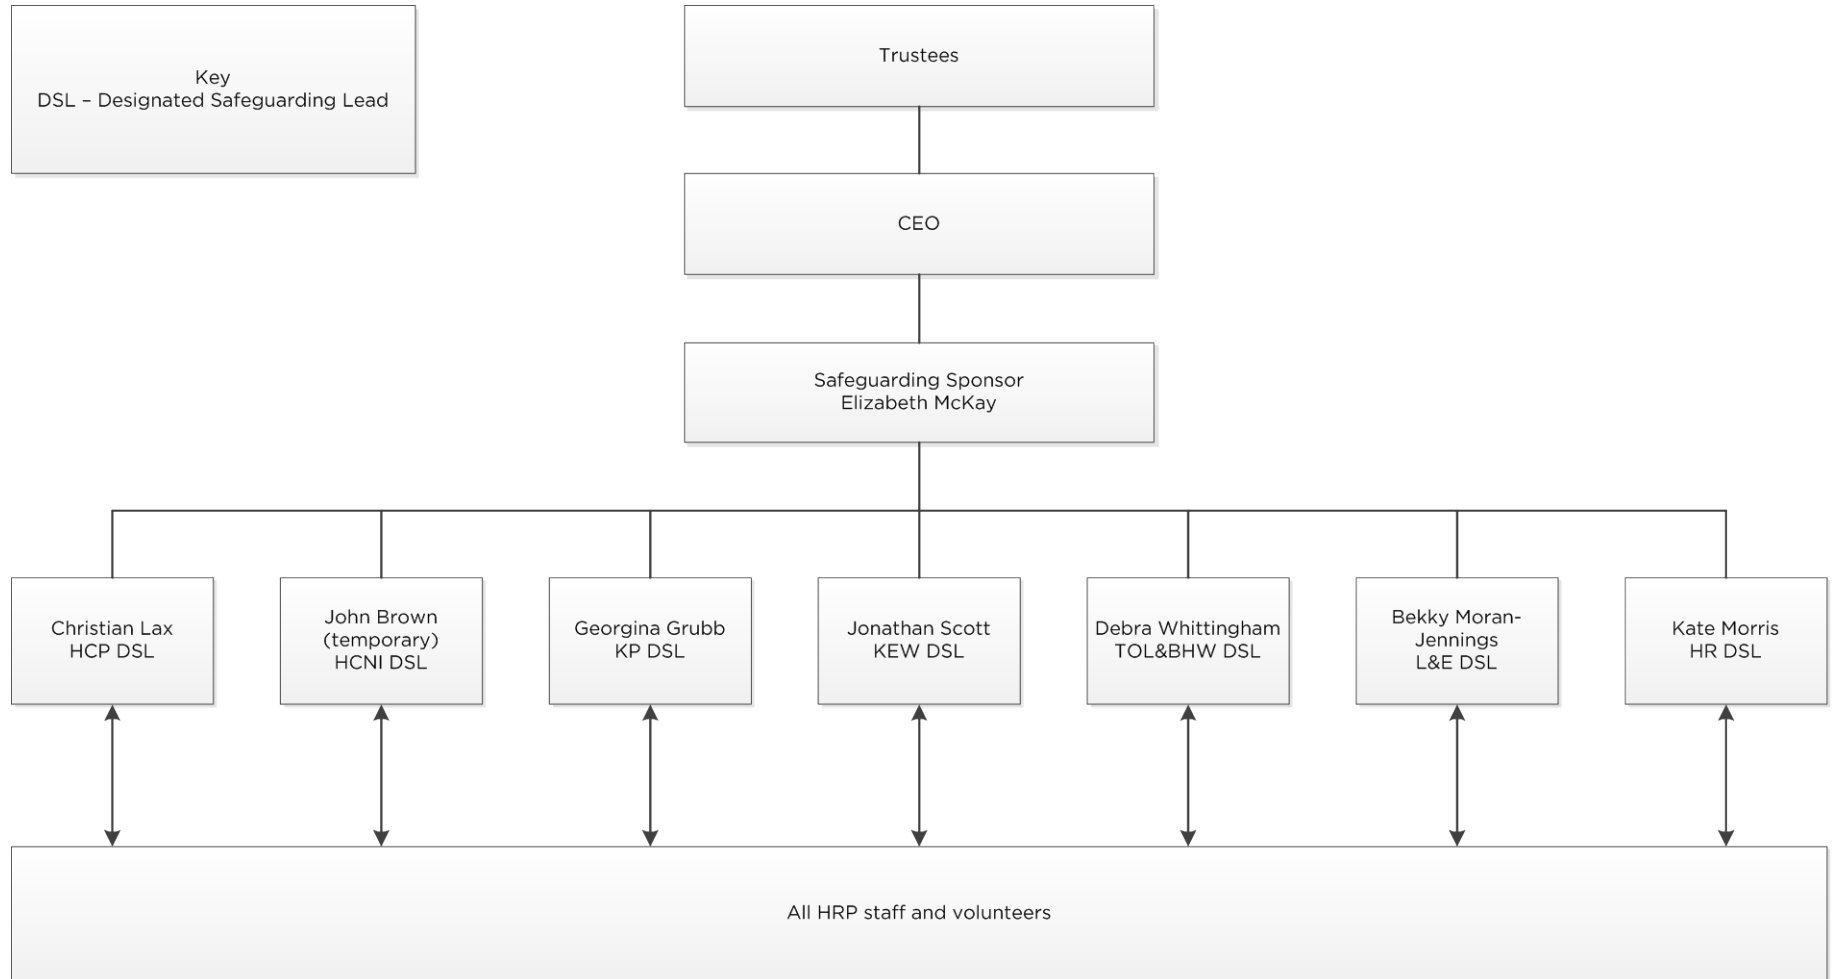 Key
DSL – Designated Safeguarding Lead
Trustees
CEO
Safeguarding Sponsor
Elizabeth McKay
Christian Lax
HCP DSL
John Brown
(temporary)
HCNI DSL
Georgina Grubb
KP DSL
Jonathan Scott
KEW DSL
Debra Whittingham
TOL&BHW DSL
Bekky Moran-
Jennings
L&E DSL
Kate Morris
HR DSL
All HRP staff and volunteers